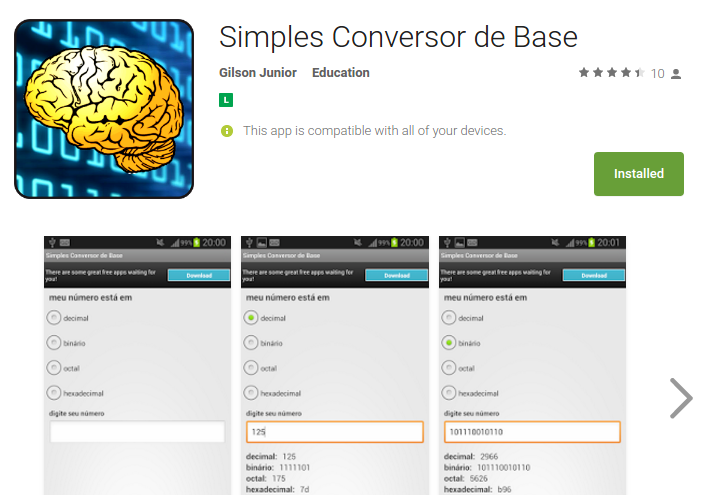 Simples Conversor de Base
Gilson Junior Education 10
L
This app is compatible with all of your devices.
Installed
99% 20:00
Simples Conversor de Base
There are some great free apps waiting for
you!
Download
meu número está em
decimal
binário
octal
hexadecimal
digite seu número
99% 20:00
Simples Conversor de Base
There are some great free apps waiting for
you!
Download
meu número está em
decimal
binário
octal
hexadecimal
digite seu número
125
decimal: 125
binário: 1111101
octal: 175
hexadecimal: 7d
99% 20:01
Simples Conversor de Base
There are some great free apps waiting for
you!
Download
meu número está em
decimal
binário
octal
hexadecimal
digite seu número
101110010110
decimal: 2966
binário: 101110010110
octal: 5626
hexadecimal: b96